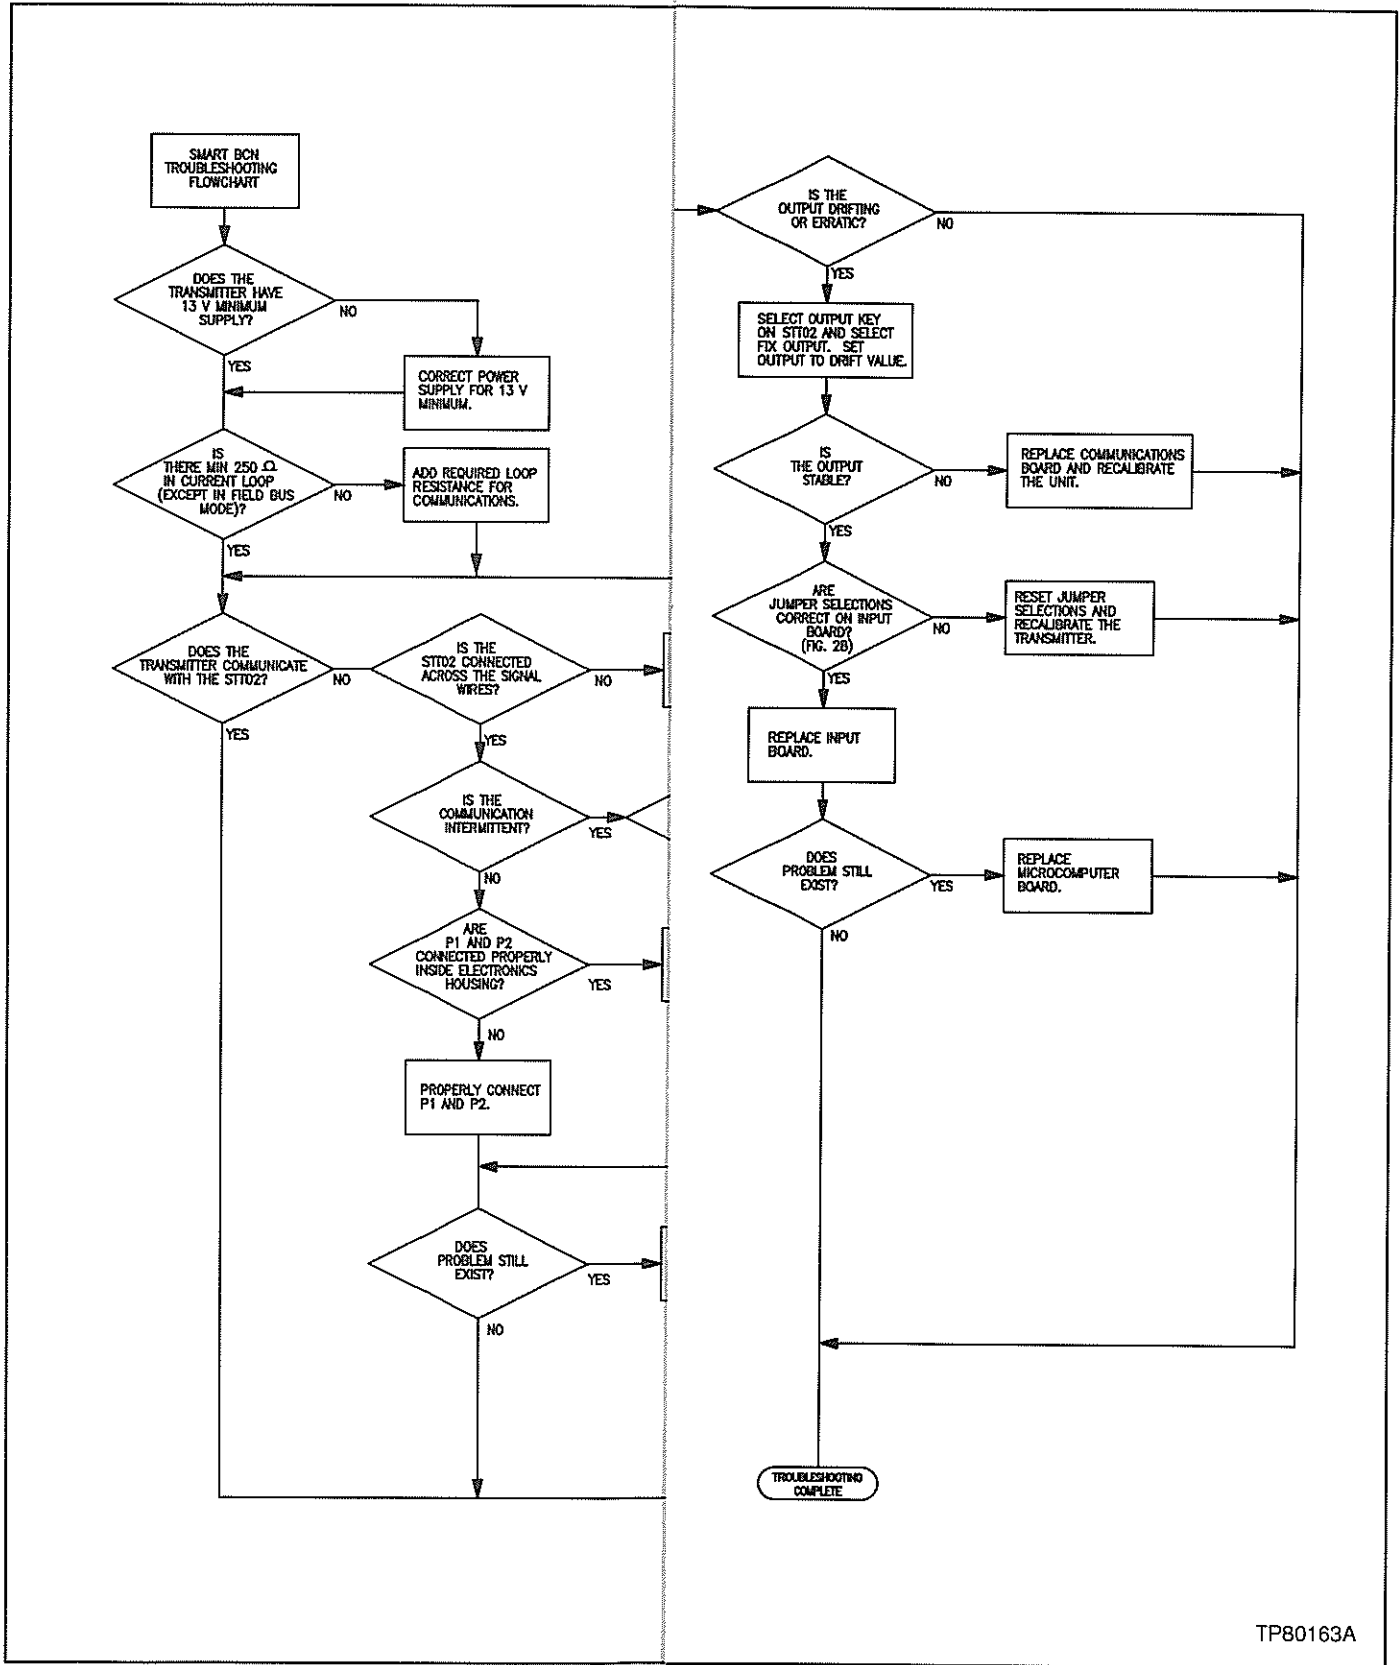 SMART BCN
TROUBLESHOOTING
FLOWCHART
DOES THE
TRANSMITTER HAVE
13 V MINIMUM
SUPPLY?
NO
YES
CORRECT POWER
SUPPLY FOR 13 V
MINIMUM.
IS
THERE MIN 250 Ω
IN CURRENT LOOP
(EXCEPT IN FIELD BUS
MODE)?
NO
YES
ADD REQUIRED LOOP
RESISTANCE FOR
COMMUNICATIONS.
DOES THE
TRANSMITTER COMMUNICATE
WITH THE STT02?
NO
YES
IS THE
STT02 CONNECTED
ACROSS THE SIGNAL
WIRES?
NO
YES
IS THE
COMMUNICATION
INTERMITTENT?
YES
NO
ARE
P1 AND P2
CONNECTED PROPERLY
INSIDE ELECTRONICS
HOUSING?
YES
NO
PROPERLY CONNECT
P1 AND P2.
DOES
PROBLEM STILL
EXIST?
YES
NO
IS THE
OUTPUT DRIFTING
OR ERRATIC?
NO
YES
SELECT OUTPUT KEY
ON STT02 AND SELECT
FIX OUTPUT. SET
OUTPUT TO DRIFT VALUE.
IS
THE OUTPUT
STABLE?
NO
YES
REPLACE COMMUNICATIONS
BOARD AND RECALIBRATE
THE UNIT.
ARE
JUMPER SELECTIONS
CORRECT ON INPUT
BOARD?
(FIG. 2B)
NO
YES
RESET JUMPER
SELECTIONS AND
RECALIBRATE THE
TRANSMITTER.
REPLACE INPUT
BOARD.
DOES
PROBLEM STILL
EXIST?
YES
NO
REPLACE
MICROCOMPUTER
BOARD.
TROUBLESHOOTING
COMPLETE
TP80163A